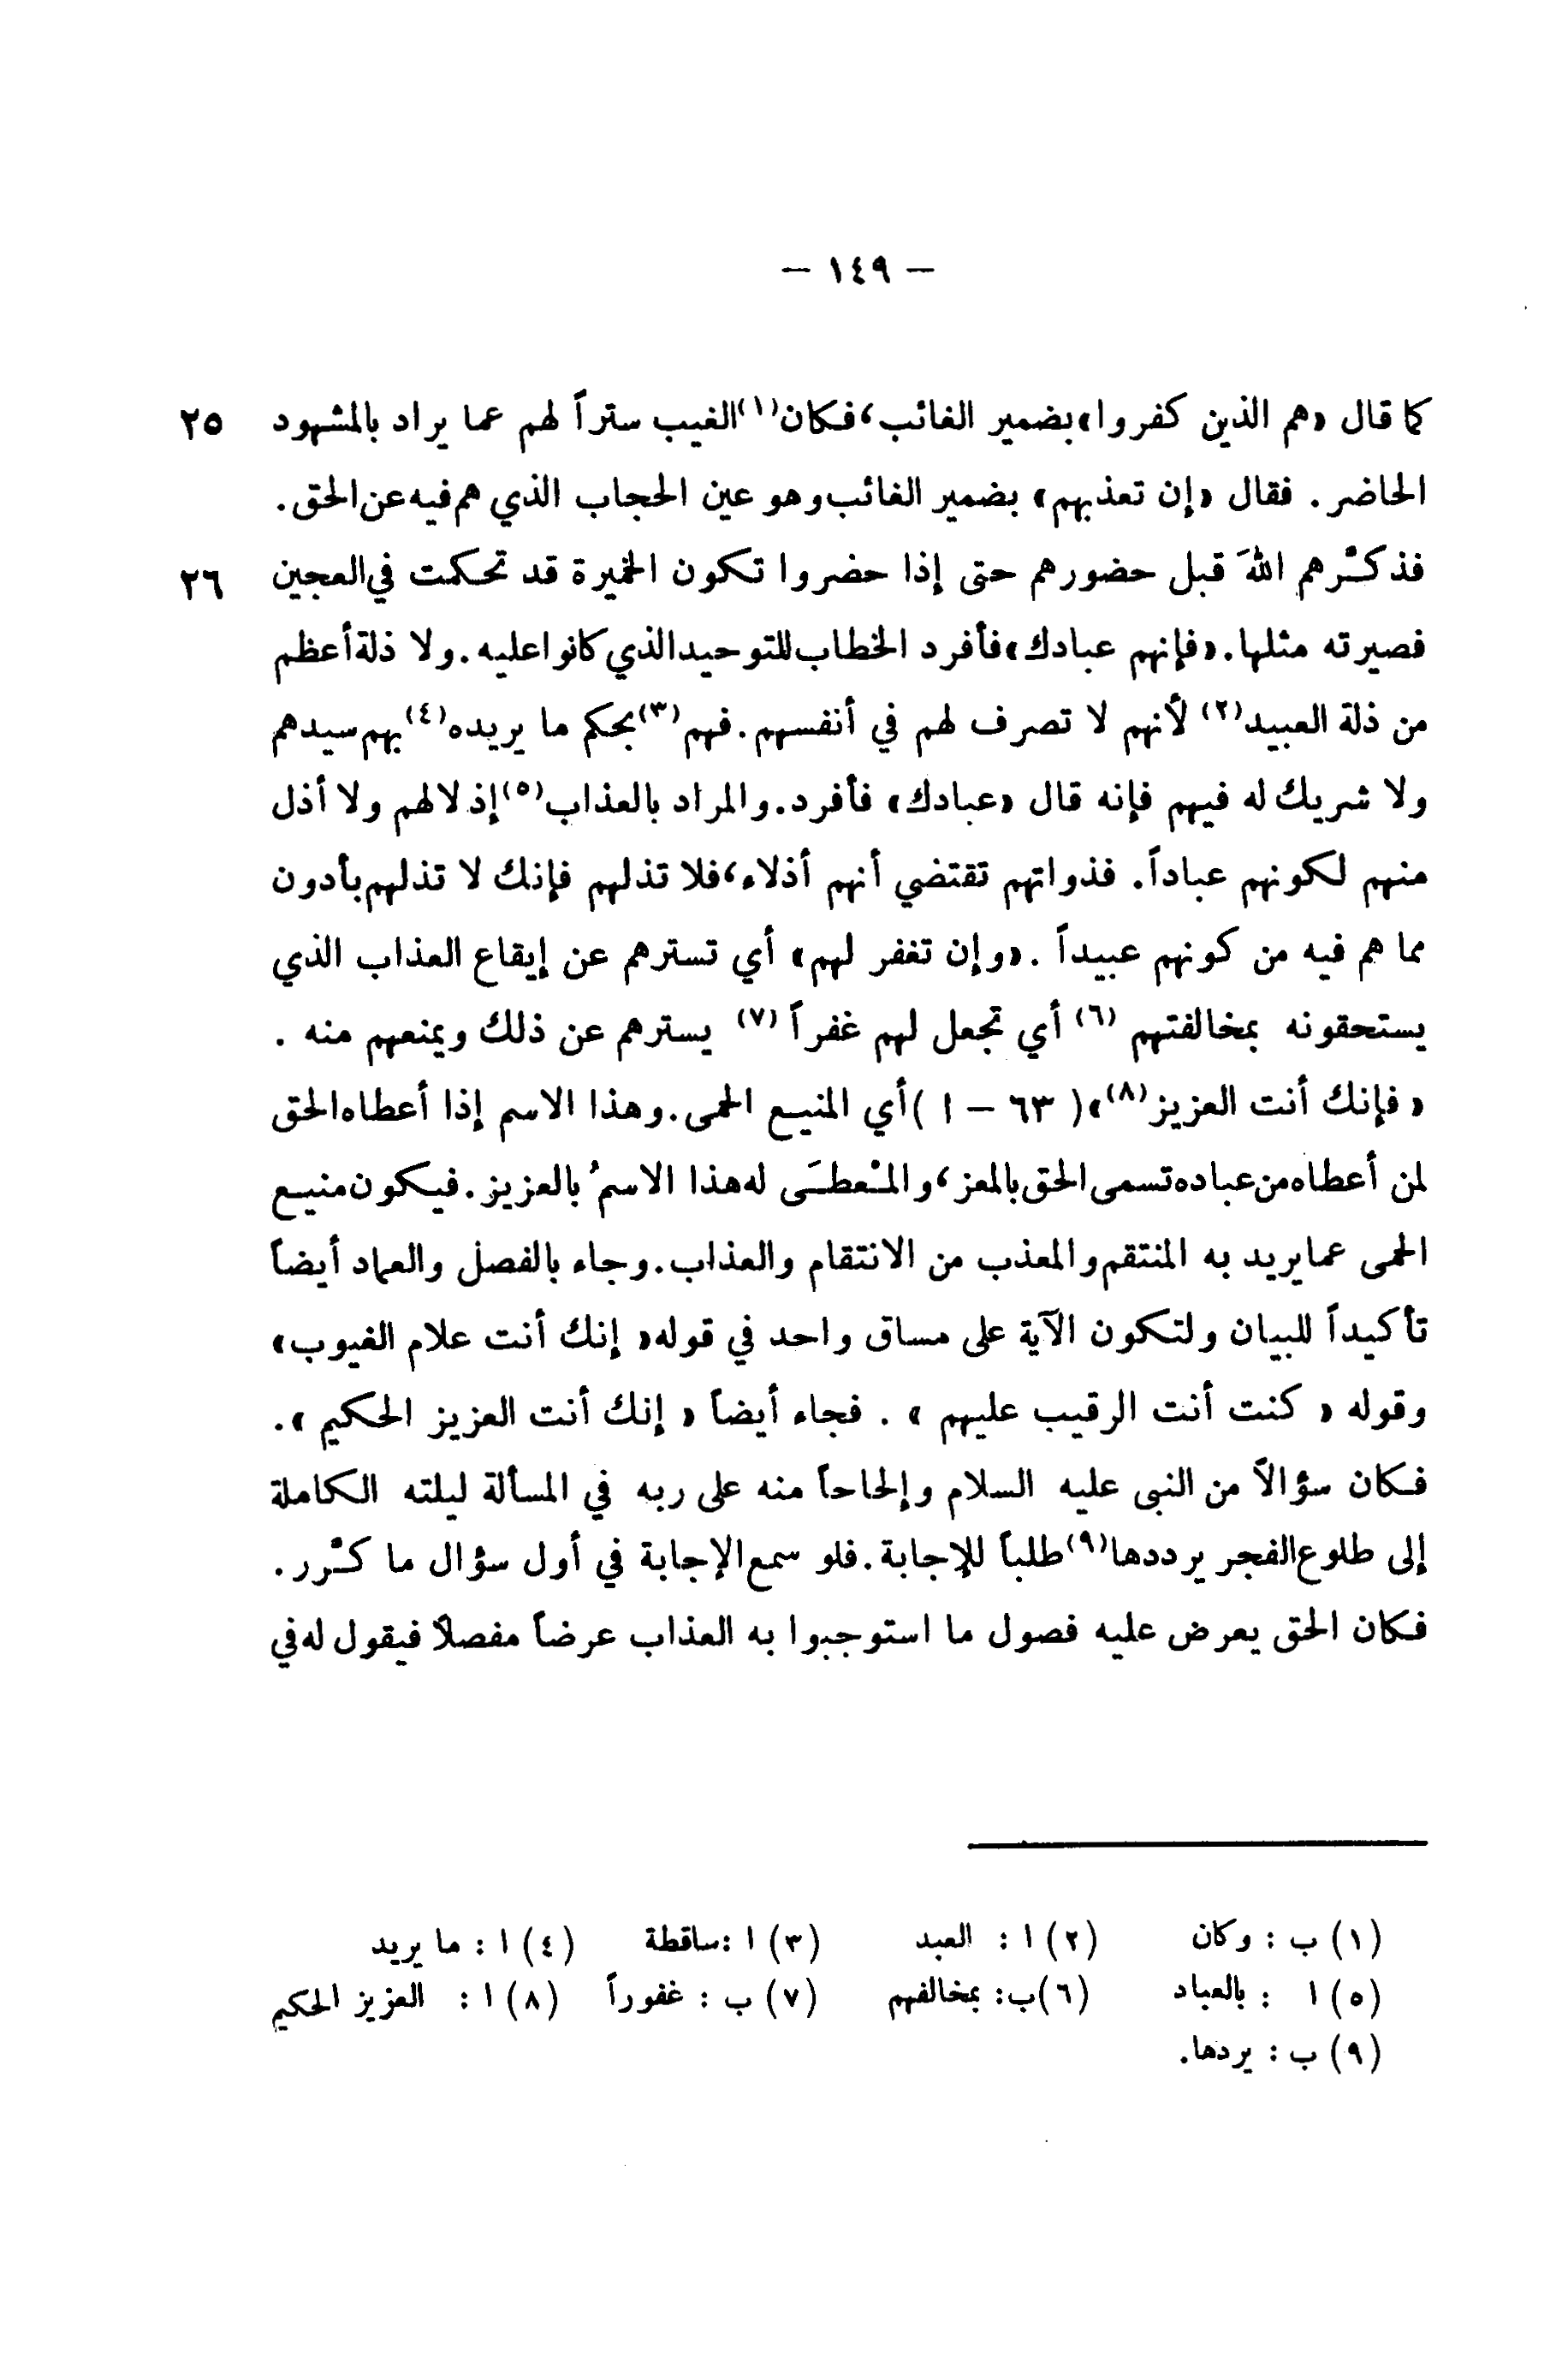 — ١٤٩ —
كما قال «هم الذين كفروا» بضمير الغائب، فكان(١) الغيب ستراً لهم عما يراد بالمشهود ٢٥
الحاضر. فقال «إن تعذبهم» بضمير الغائب وهو عين الحجاب الذي هم فيه عن الحق.
فذكَّرهم اللهَ قبل حضورهم حتى إذا حضروا تكون الخميرة قد تحكمت في العجين ٢٦
فصيرته مثلها. «فإنهم عبادك» فأفرد الخطاب للتوحيد الذي كانوا عليه. ولا ذلة أعظم
من ذلة العبيد(٢) لأنهم لا تصرف لهم في أنفسهم. فهم(٣) بحكم ما يريده(٤) بهم سيدهم
ولا شريك له فيهم فإنه قال «عبادك» فأفرد. والمراد بالعذاب(٥) إذلالهم ولا أذل
منهم لكونهم عباداً. فذواتهم تقتضي أنهم أذلاء، فلا تذلهم فإنك لا تذلهم بأدون
مما هم فيه من كونهم عبيداً. «وإن تغفر لهم» أي تسترهم عن إيقاع العذاب الذي
يستحقونه بمخالفتهم (٦) أي تجعل لهم غفراً (٧) يسترهم عن ذلك ويمنعهم منه .
« فإنك أنت العزيز(٨)» ( ٦٣ – ا ) أي المنيع الحمى. وهذا الاسم إذا أعطاه الحق
لمن أعطاه من عباده تسمى الحق بالمعز، والمُعطَى له هذا الاسمُ بالعزيز. فيكون منيع
الحمى عما يريد به المنتقم والمعذب من الانتقام والعذاب. وجاء بالفصل والعماد أيضاً
تأكيداً للبيان ولتكون الآية على مساق واحد في قوله « إنك أنت علام الغيوب»
وقوله « كنت أنت الرقيب عليهم » . فجاء أيضاً « إنك أنت العزيز الحكيم ».
فكان سؤالاً من النبي عليه السلام وإلحاحاً منه على ربه في المسألة ليلته الكاملة
إلى طلوع الفجر يرددها(٩) طلباً للإجابة. فلو سمع الإجابة في أول سؤال ما كرَّر.
فكان الحق يعرض عليه فصول ما استوجبوا به العذاب عرضاً مفصلاً فيقول له في
(١) ب : وكان (٢) ا : العبد (٣) ا : ساقطة (٤) ا : ما يريد
(٥) ا : بالعباد (٦) ب: بمخالفهم (٧) ب : غفوراً (٨) ا : العزيز الحكيم
(٩) ب : يردها.